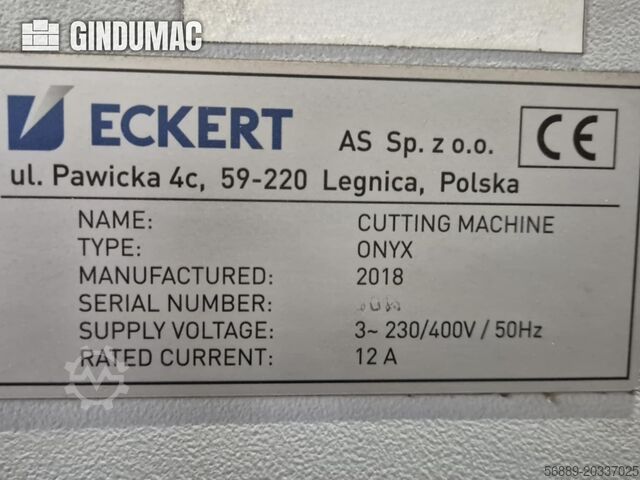 GINDUMAC
ECKERT AS Sp. z o.o. CE
ul. Pawicka 4c, 59-220 Legnica, Polska
NAME: CUTTING MACHINE
TYPE: ONYX
MANUFACTURED: 2018
SERIAL NUMBER:
SUPPLY VOLTAGE: 3~ 230/400V / 50Hz
RATED CURRENT: 12 A
56889-20337025